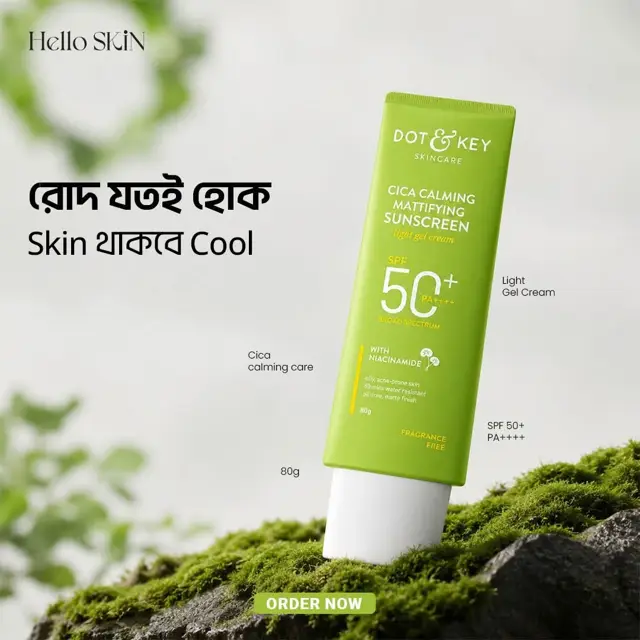 Hello SKiN
রোদ যতই হোক
Skin থাকবে Cool
DOT & KEY
SKINCARE
CICA CALMING
MATTIFYING
SUNSCREEN
light gel cream
SPF
50+
PA++++
BROAD SPECTRUM
WITH
NIACINAMIDE
80g
FRAGRANCE
FREE
Light
Gel Cream
Cica
calming care
SPF 50+
PA++++
80g
ORDER NOW